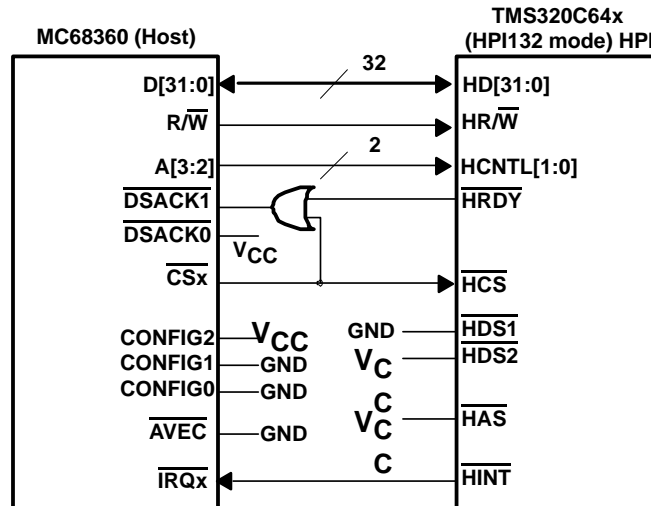 TMS320C64x
MC68360 (Host) (HPI132 mode) HPI
32
D[31:0] HD[31:0]
R/W HR/W
2
A[3:2] HCNTL[1:0]
DSACK1 HRDY
DSACK0
VCC
CSx HCS
CONFIG2 VCC GND HDS1
CONFIG1 GND VC HDS2
CONFIG0 GND C
VC HAS
AVEC GND
C
IRQx HINT